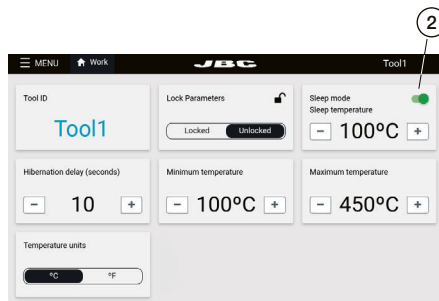 2
MENU Work JBC Tool1
Tool ID
Tool1
Lock Parameters
Locked Unlocked
Sleep mode
Sleep temperature
- 100ºC +
Hibernation delay (seconds)
- 10 +
Minimum temperature
- 100ºC +
Maximum temperature
- 450ºC +
Temperature units
ºC ºF